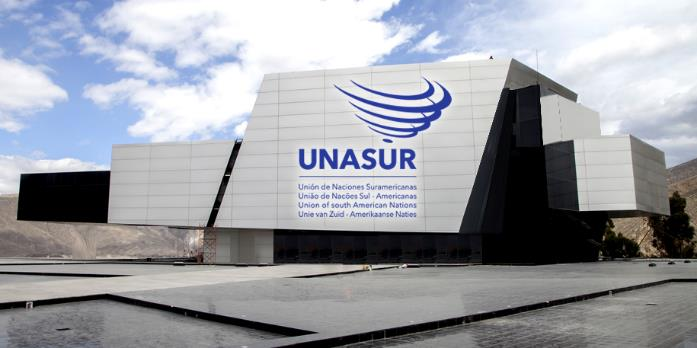 UNASUR
Unión de Naciones Suramericanas
União de Nacões Sul - Americanas
Union of south American Nations
Unie van Zuid - Amerikaanse Naties